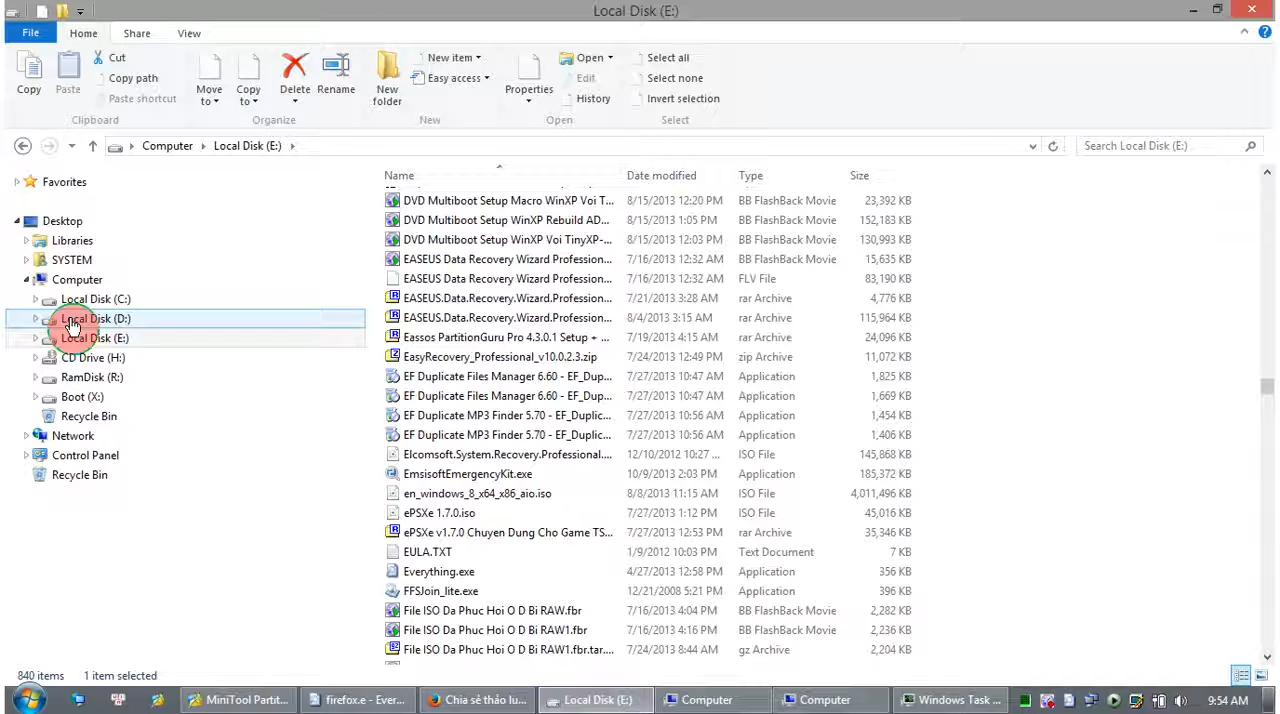 Local Disk (E:)
File Home Share View
Copy
Paste
Cut
Copy path
Paste shortcut
Clipboard
Move to
Copy to
Delete
Rename
Organize
New folder
New item
Easy access
New
Properties
Open
Edit
History
Open
Select all
Select none
Invert selection
Select
Computer Local Disk (E:)
Search Local Disk (E:)
Favorites
Desktop
Libraries
SYSTEM
Computer
Local Disk (C:)
Local Disk (D:)
Local Disk (E:)
CD Drive (H:)
RamDisk (R:)
Boot (X:)
Recycle Bin
Network
Control Panel
Recycle Bin
Name Date modified Type Size
DVD Multiboot Setup Macro WinXP Voi T... 8/15/2013 12:20 PM BB FlashBack Movie 23,392 KB
DVD Multiboot Setup WinXP Rebuild AD... 8/15/2013 1:05 PM BB FlashBack Movie 152,183 KB
DVD Multiboot Setup WinXP Voi TinyXP-... 8/15/2013 12:03 PM BB FlashBack Movie 130,993 KB
EASEUS Data Recovery Wizard Profession... 7/16/2013 12:32 AM BB FlashBack Movie 15,635 KB
EASEUS Data Recovery Wizard Profession... 7/16/2013 12:32 AM FLV File 83,190 KB
EASEUS.Data.Recovery.Wizard.Profession... 7/21/2013 3:28 AM rar Archive 4,776 KB
EASEUS.Data.Recovery.Wizard.Profession... 8/4/2013 3:15 AM rar Archive 115,964 KB
Eassos PartitionGuru Pro 4.3.0.1 Setup + ... 7/19/2013 4:15 AM rar Archive 24,096 KB
EasyRecovery_Professional_v10.0.2.3.zip 7/24/2013 12:49 PM zip Archive 11,072 KB
EF Duplicate Files Manager 6.60 - EF_Dup... 7/27/2013 10:47 AM Application 1,825 KB
EF Duplicate Files Manager 6.60 - EF_Dup... 7/27/2013 10:47 AM Application 1,669 KB
EF Duplicate MP3 Finder 5.70 - EF_Duplic... 7/27/2013 10:56 AM Application 1,454 KB
EF Duplicate MP3 Finder 5.70 - EF_Duplic... 7/27/2013 10:56 AM Application 1,406 KB
Elcomsoft.System.Recovery.Professional.... 12/10/2012 10:27 ... ISO File 145,868 KB
EmsisoftEmergencyKit.exe 10/9/2013 2:03 PM Application 185,372 KB
en_windows_8_x64_x86_aio.iso 8/8/2013 11:15 AM ISO File 4,011,496 KB
ePSXe 1.7.0.iso 7/27/2013 1:12 PM ISO File 45,016 KB
ePSXe v1.7.0 Chuyen Dung Cho Game TS... 7/27/2013 12:53 PM rar Archive 35,346 KB
EULA.TXT 1/9/2012 10:03 PM Text Document 7 KB
Everything.exe 4/27/2013 12:58 PM Application 356 KB
FFSJoin_lite.exe 12/21/2008 5:21 PM Application 396 KB
File ISO Da Phuc Hoi O D Bi RAW.fbr 7/16/2013 4:04 PM BB FlashBack Movie 2,282 KB
File ISO Da Phuc Hoi O D Bi RAW1.fbr 7/16/2013 4:16 PM BB FlashBack Movie 2,236 KB
File ISO Da Phuc Hoi O D Bi RAW1.fbr.tar.... 7/24/2013 8:44 AM gz Archive 2,204 KB
840 items 1 item selected
MiniTool Partit... firefox.e - Ever... Chia sẻ thảo lu... Local Disk (E:) Computer Computer Windows Task ... 9:54 AM